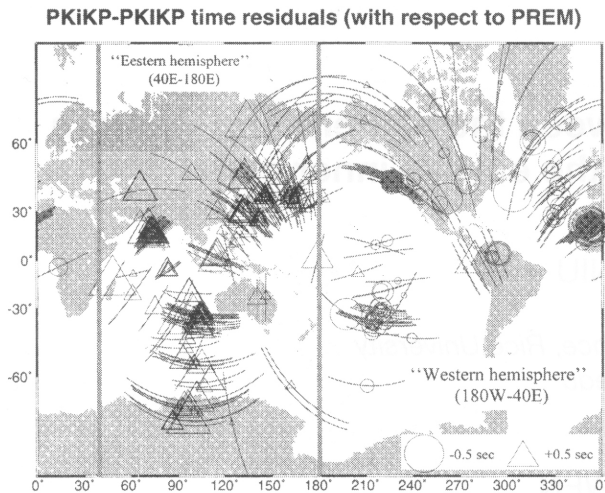 PKiKP-PKIKP time residuals (with respect to PREM)
‘‘Eestern hemisphere’’
(40E-180E)
60°
30°
0°
-30°
-60°
‘‘Western hemisphere’’
(180W-40E)
-0.5 sec
+0.5 sec
0° 30° 60° 90° 120° 150° 180° 210° 240° 270° 300° 330° 0